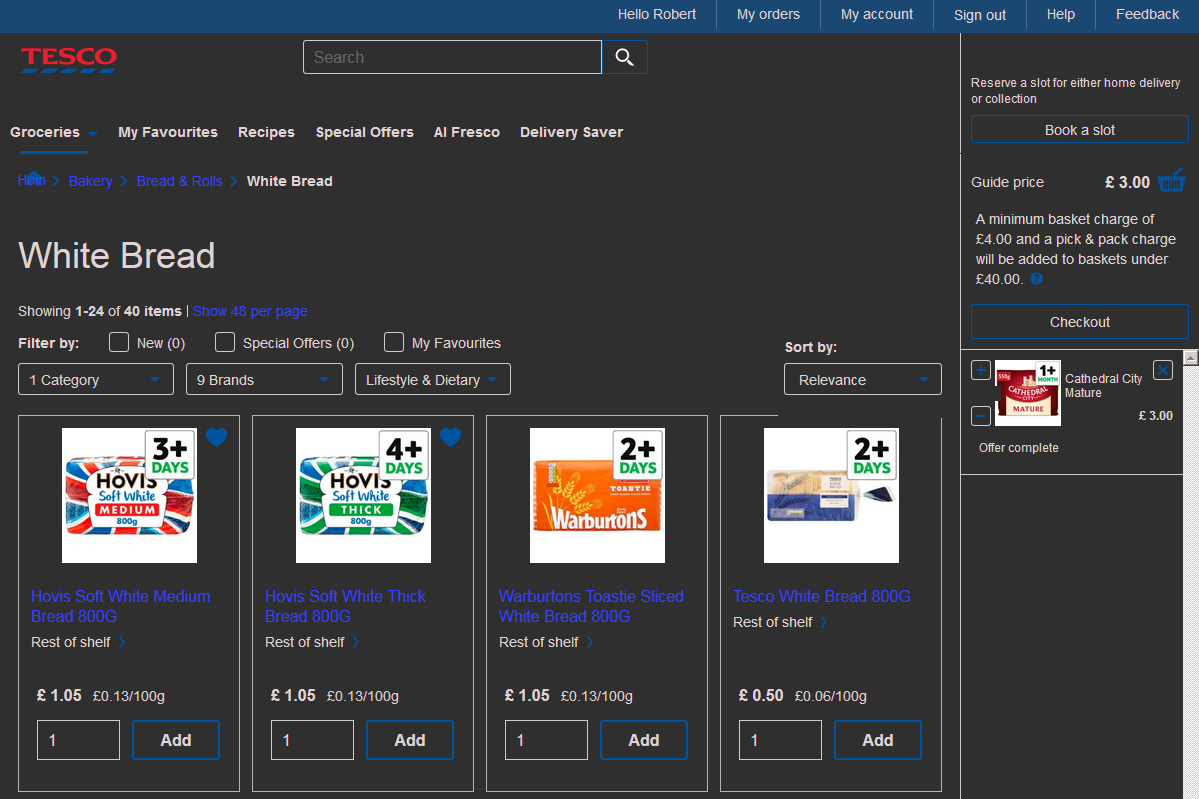 Hello Robert
My orders
My account
Sign out
Help
Feedback
TESCO
Search
Reserve a slot for either home delivery
or collection
Book a slot
Groceries
My Favourites
Recipes
Special Offers
Al Fresco
Delivery Saver
Bakery
Bread & Rolls
White Bread
Guide price
£ 3.00
A minimum basket charge of
£4.00 and a pick & pack charge
will be added to baskets under
£40.00.
Checkout
White Bread
Showing 1-24 of 40 items | Show 48 per page
Filter by:
New (0)
Special Offers (0)
My Favourites
Sort by:
1 Category
9 Brands
Lifestyle & Dietary
Relevance
550g
1+
MONTH
CATHEDRAL
CITY
MATURE
Cathedral City
Mature
£ 3.00
Offer complete
3+
DAYS
HOVIS
Soft White
MEDIUM
800g
4+
DAYS
HOVIS
Soft White
THICK
800g
2+
DAYS
TOASTIE
Warburtons
2+
DAYS
Hovis Soft White Medium
Bread 800G
Rest of shelf
£ 1.05 £0.13/100g
1
Add
Hovis Soft White Thick
Bread 800G
Rest of shelf
£ 1.05 £0.13/100g
1
Add
Warburtons Toastie Sliced
White Bread 800G
Rest of shelf
£ 1.05 £0.13/100g
1
Add
Tesco White Bread 800G
Rest of shelf
£ 0.50 £0.06/100g
1
Add